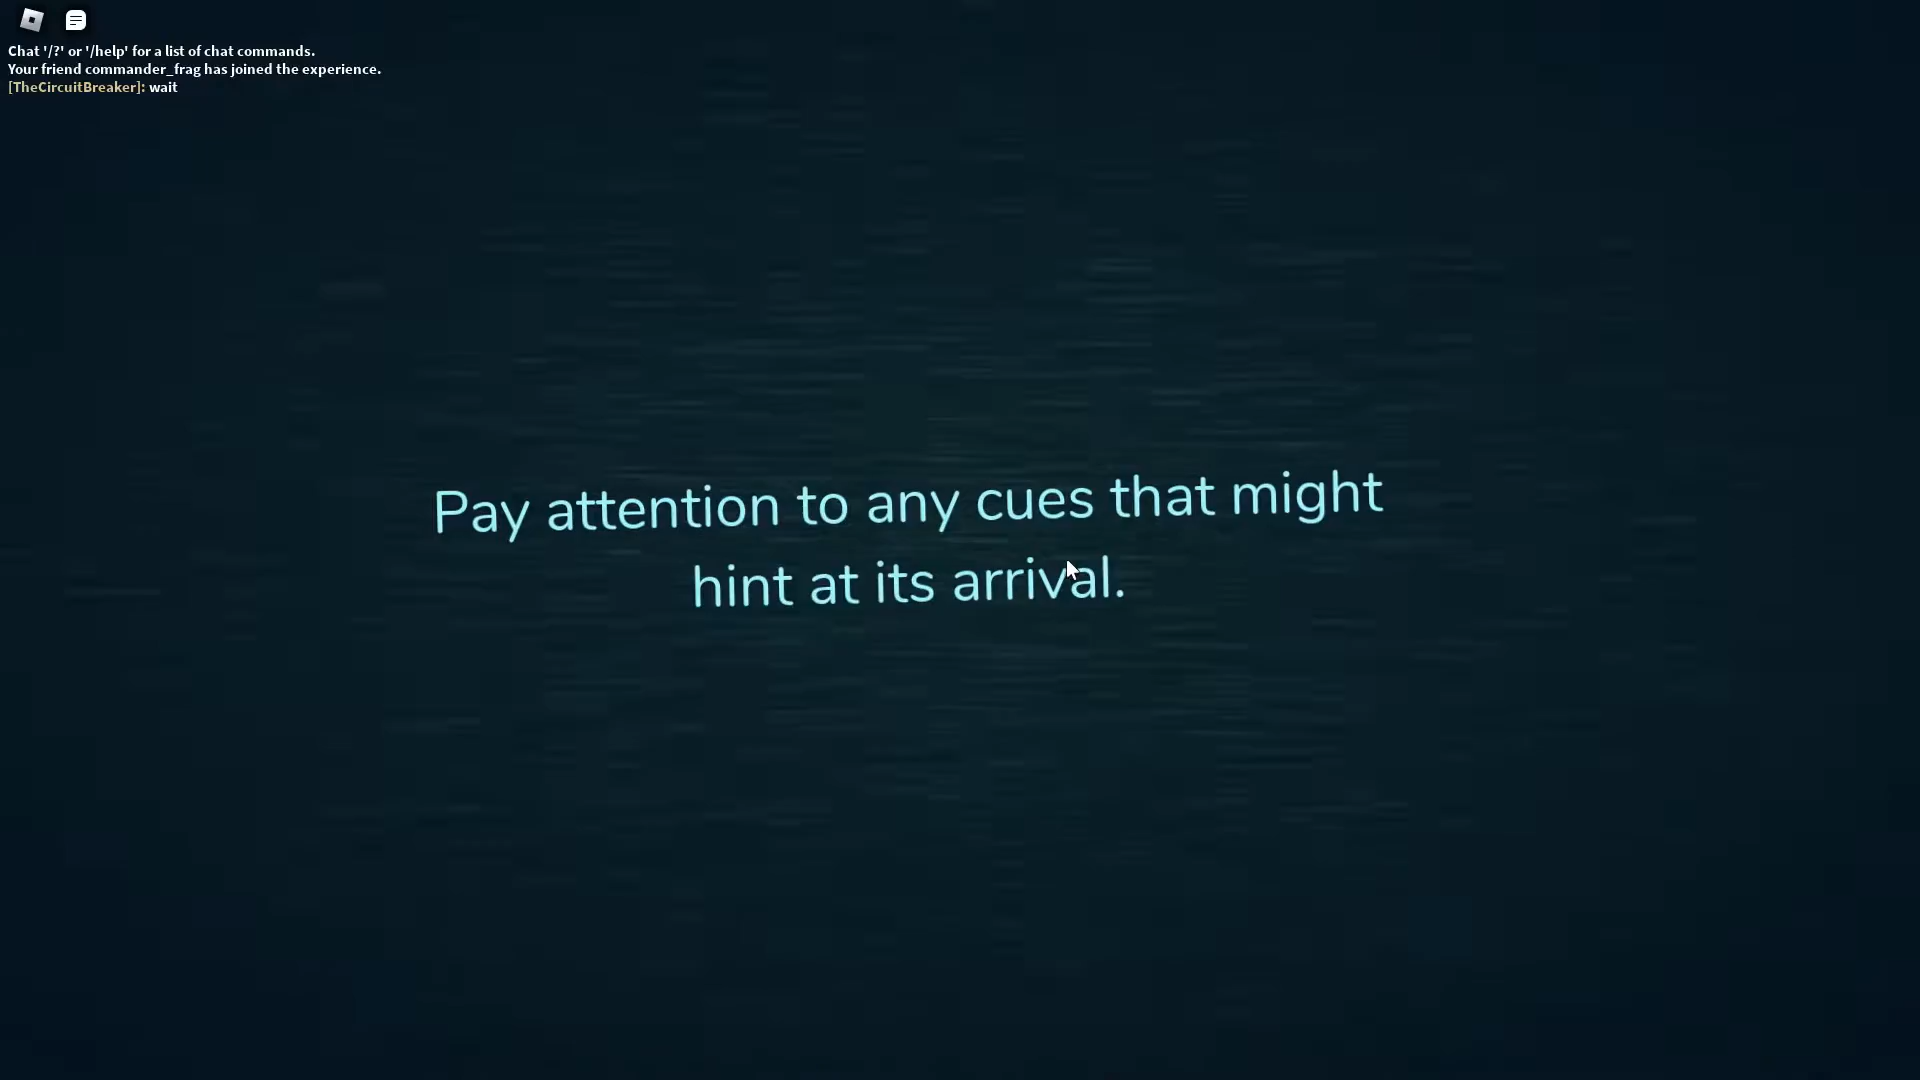 Chat '/?' or '/help' for a list of chat commands.
Your friend commander_frag has joined the experience.
[TheCircuitBreaker]: wait
Pay attention to any cues that might
hint at its arrival.